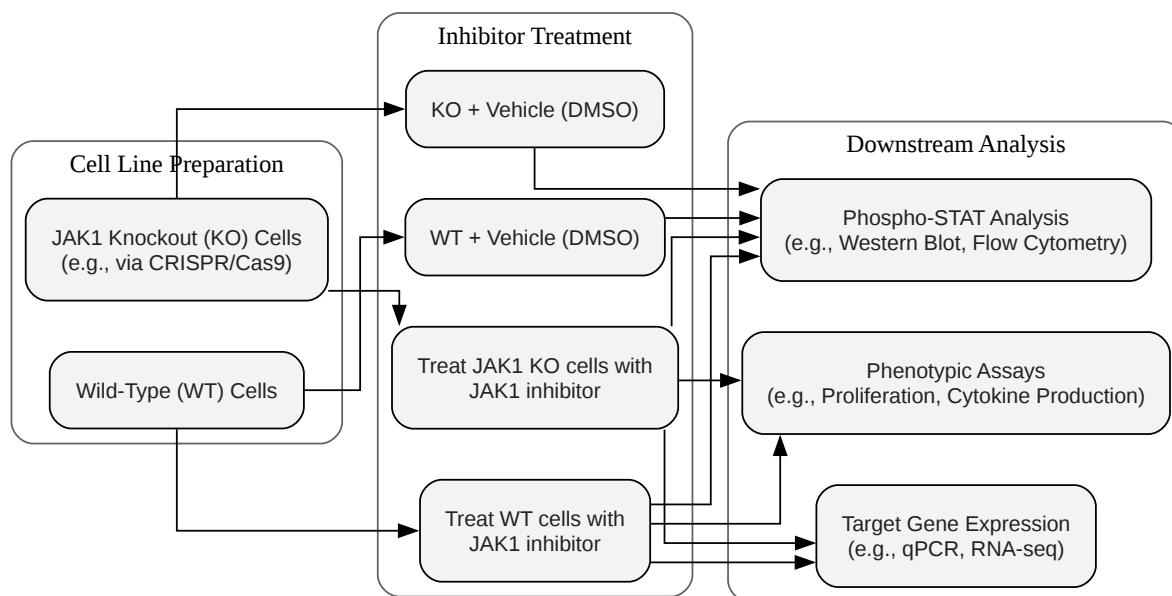 Cell Line Preparation
JAK1 Knockout (KO) Cells
(e.g., via CRISPR/Cas9)
Wild-Type (WT) Cells
Inhibitor Treatment
KO + Vehicle (DMSO)
WT + Vehicle (DMSO)
Treat JAK1 KO cells with
JAK1 inhibitor
Treat WT cells with
JAK1 inhibitor
Downstream Analysis
Phospho-STAT Analysis
(e.g., Western Blot, Flow Cytometry)
Phenotypic Assays
(e.g., Proliferation, Cytokine Production)
Target Gene Expression
(e.g., qPCR, RNA-seq)